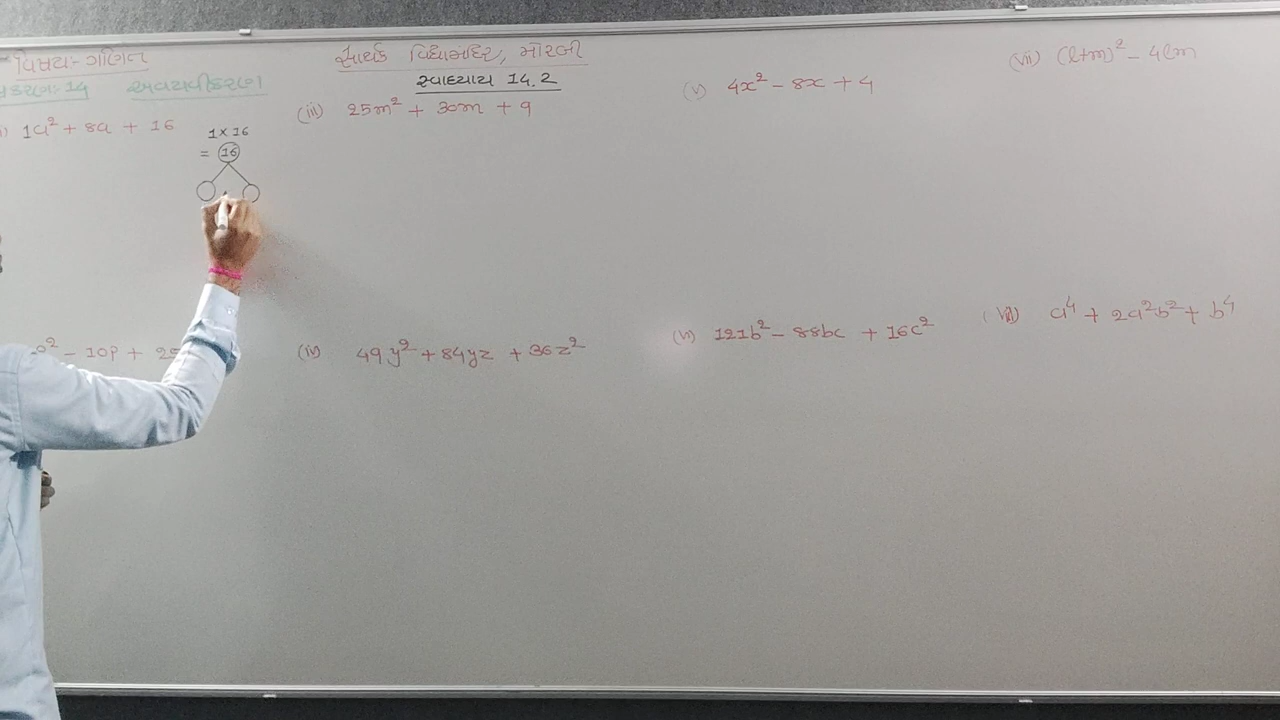 વિષય:- ગણિત
સાર્થક વિદ્યામંદિર, મોરબી
પ્રકરણ: 14 અવયવીકરણ
સ્વાધ્યાય 14.2
1a² + 8a + 16
1 × 16
= 16
p² - 10p + 25
(iii) 25m² + 30m + 9
(iv) 49y² + 84yz + 36z²
(v) 4x² - 8x + 4
(vi) 121b² - 88bc + 16c²
(vii) (l+m)² - 4lm
a⁴ + 2a²b² + b⁴